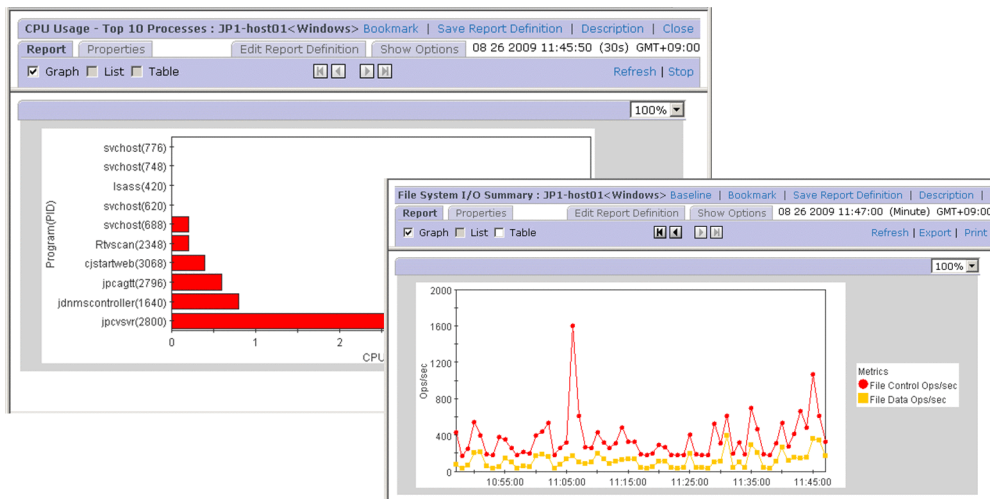 CPU Usage - Top 10 Processes : JP1-host01<Windows> Bookmark | Save Report Definition | Description | Close
Report Properties Edit Report Definition Show Options 08 26 2009 11:45:50 (30s) GMT+09:00
Graph List Table Refresh | Stop
100%
svchost(776)
svchost(748)
lsass(420)
svchost(620)
svchost(688)
Rtvscan(2348)
cjstartweb(3068)
jpcagtt(2796)
jdnmscontroller(1640)
jpcvsvr(2800)
Program(PID)
0 1 2
CPU
File System I/O Summary : JP1-host01<Windows> Baseline | Bookmark | Save Report Definition | Description |
Report Properties Edit Report Definition Show Options 08 26 2009 11:47:00 (Minute) GMT+09:00
Graph List Table Refresh | Export | Print
100%
2000
1600
1200
800
400
0
Ops/sec
10:55:00 11:05:00 11:15:00 11:25:00 11:35:00 11:45:00
Metrics
File Control Ops/sec
File Data Ops/sec